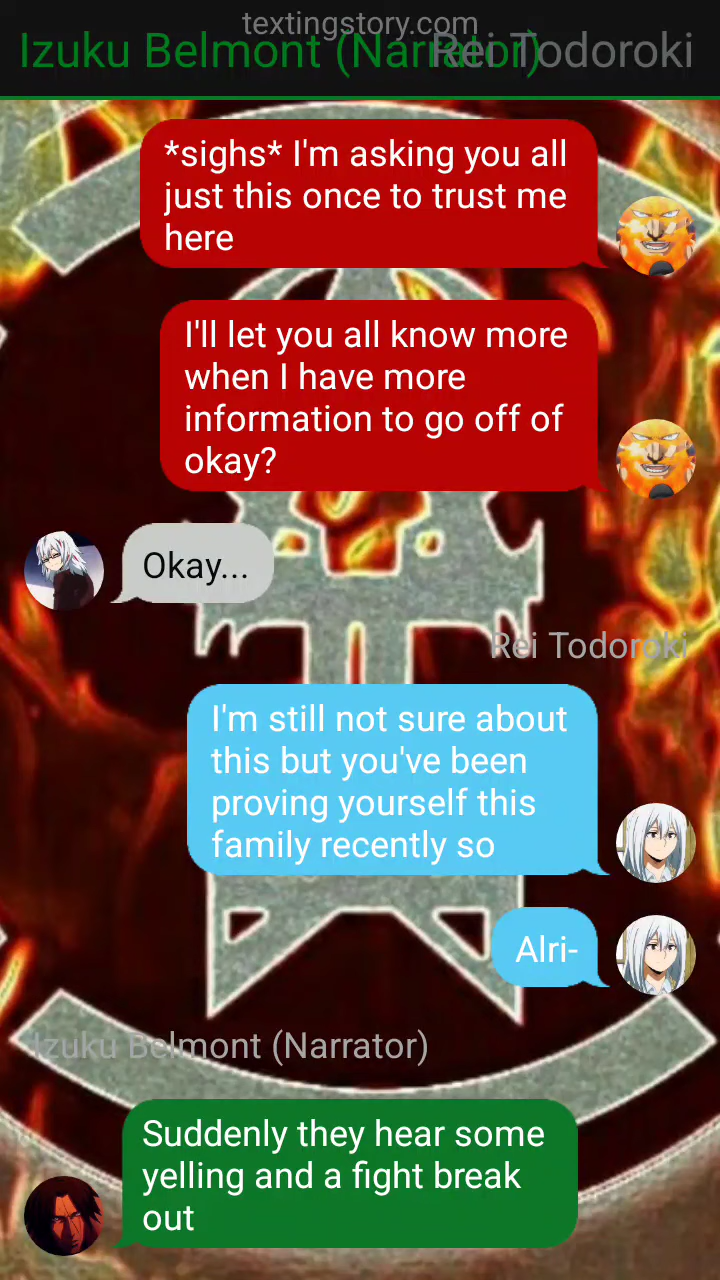 textingstory.com
Izuku Belmont (Narrator)
Rei Todoroki
*sighs* I'm asking you all
just this once to trust me
here
I'll let you all know more
when I have more
information to go off of
okay?
Okay...
Rei Todoroki
I'm still not sure about
this but you've been
proving yourself this
family recently so
Alri-
Izuku Belmont (Narrator)
Suddenly they hear some
yelling and a fight break
out